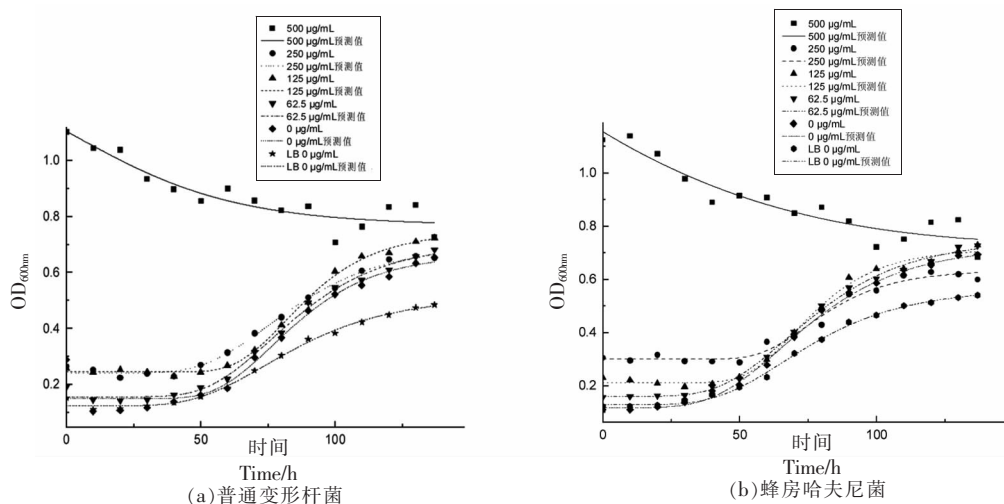 500 μg/mL
500 μg/mL预测值
250 μg/mL
250 μg/mL预测值
125 μg/mL
125 μg/mL预测值
62.5 μg/mL
62.5 μg/mL预测值
0 μg/mL
0 μg/mL预测值
LB 0 μg/mL
LB 0 μg/mL预测值
OD600nm
1.0
0.8
0.6
0.4
0.2
0
50
100
时间
Time/h
(a)普通变形杆菌
500 μg/mL
500 μg/mL预测值
250 μg/mL
250 μg/mL预测值
125 μg/mL
125 μg/mL预测值
62.5 μg/mL
62.5 μg/mL预测值
0 μg/mL
0 μg/mL预测值
LB 0 μg/mL
LB 0 μg/mL预测值
OD600nm
1.0
0.8
0.6
0.4
0.2
0
50
100
时间
Time/h
(b)蜂房哈夫尼菌